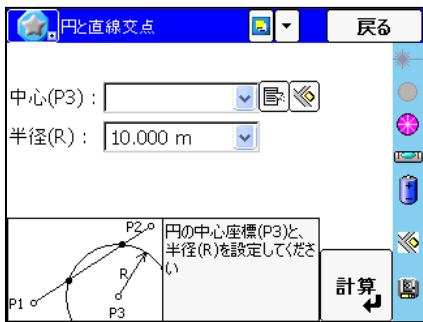 円と直線交点
戻る
中心(P3):
半径(R): 10.000 m
P2
R
P1
P3
円の中心座標(P3)と、
半径(R)を設定してくださ
い
計算